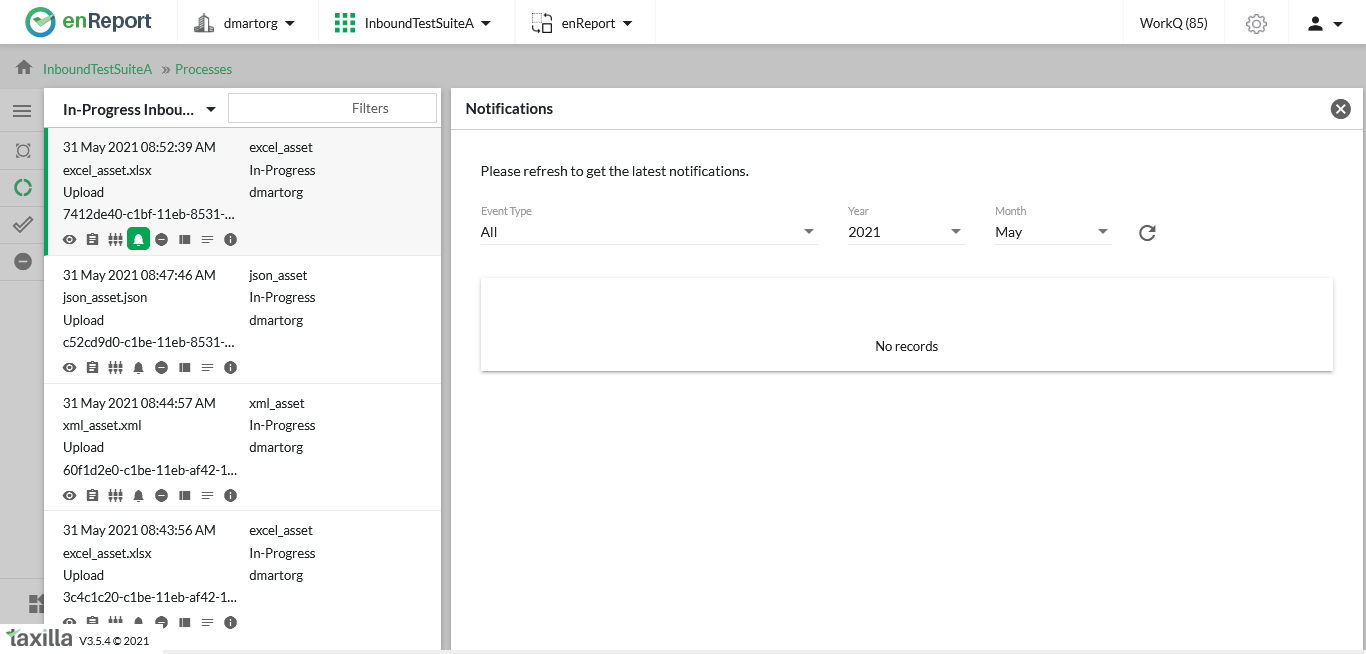 enReport
dmartorg
InboundTestSuiteA
enReport
WorkQ (85)
InboundTestSuiteA » Processes
In-Progress Inbou...
Filters
31 May 2021 08:52:39 AM
excel_asset
excel_asset.xlsx
In-Progress
Upload
dmartorg
7412de40-c1bf-11eb-8531-...
31 May 2021 08:47:46 AM
json_asset
json_asset.json
In-Progress
Upload
dmartorg
c52cd9d0-c1be-11eb-8531-...
31 May 2021 08:44:57 AM
xml_asset
xml_asset.xml
In-Progress
Upload
dmartorg
60f1d2e0-c1be-11eb-af42-1...
31 May 2021 08:43:56 AM
excel_asset
excel_asset.xlsx
In-Progress
Upload
dmartorg
3c4c1c20-c1be-11eb-af42-1...
taxilla V3.5.4 © 2021
Notifications
Please refresh to get the latest notifications.
Event Type
All
Year
2021
Month
May
No records